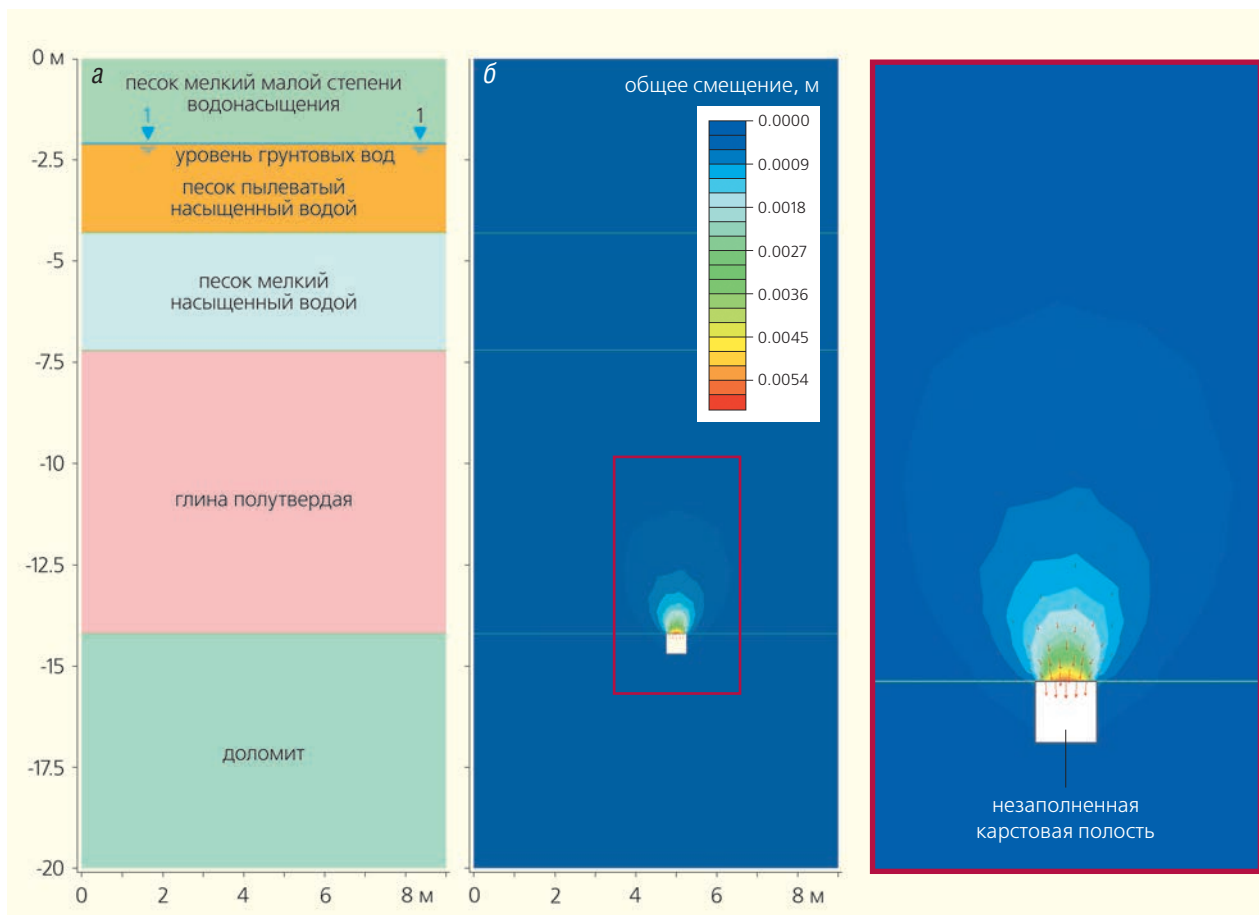 0 м
-2.5
-5
-7.5
-10
-12.5
-15
-17.5
-20
а
песок мелкий малой степени
водонасыщения
1
1
уровень грунтовых вод
песок пылеватый
насыщенный водой
песок мелкий
насыщенный водой
глина полутвердая
доломит
0
2
4
6
8 м
б
общее смещение, м
0.0000
0.0009
0.0018
0.0027
0.0036
0.0045
0.0054
0
2
4
6
8 м
незаполненная
карстовая полость